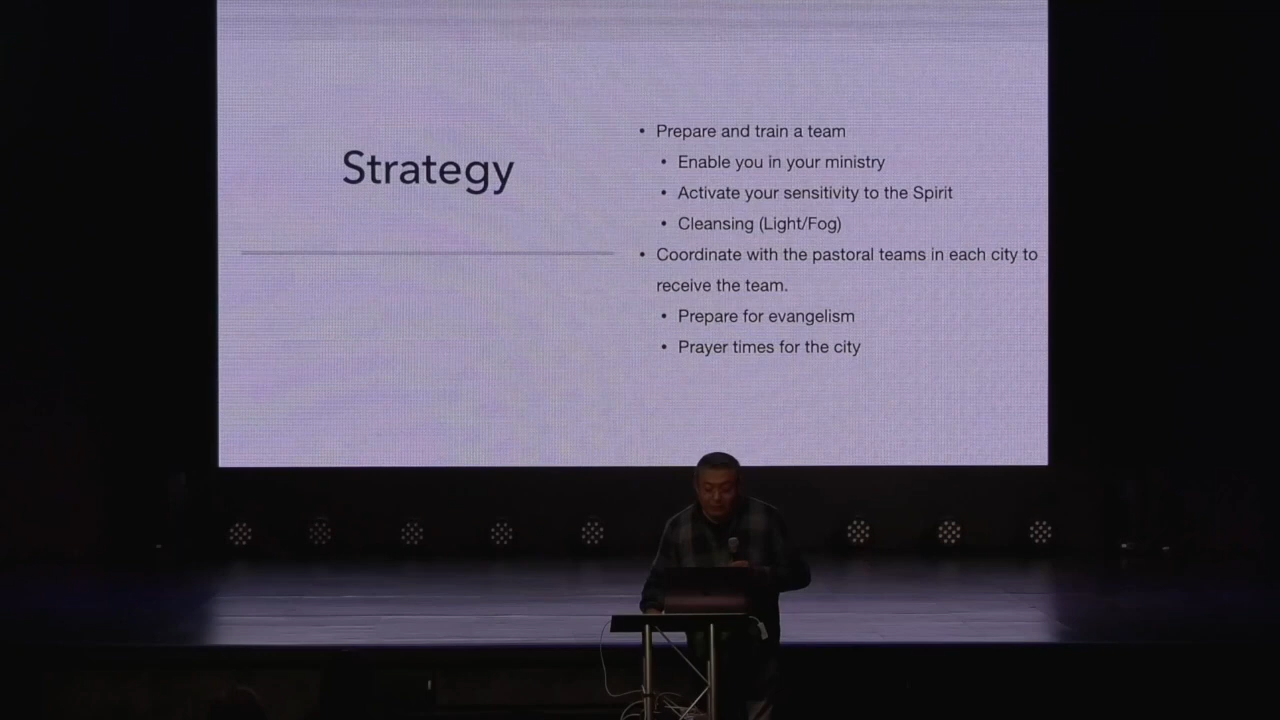 Strategy
• Prepare and train a team
• Enable you in your ministry
• Activate your sensitivity to the Spirit
• Cleansing (Light/Fog)
• Coordinate with the pastoral teams in each city to
receive the team.
• Prepare for evangelism
• Prayer times for the city